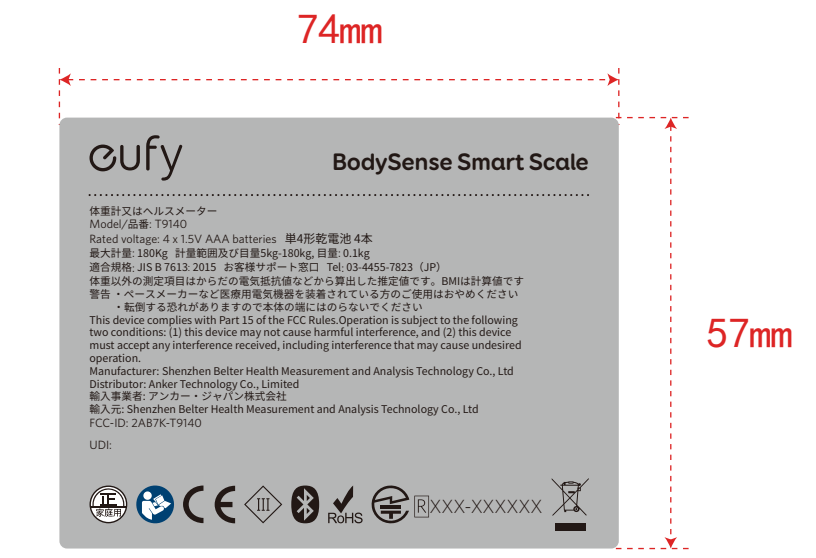 74mm
eufy
BodySense Smart Scale
体重計又はヘルスメーター
Model/品番: T9140
Rated voltage: 4 x 1.5V AAA batteries 単4形乾電池 4本
最大計量: 180Kg 計量範囲及び目量5kg-180kg, 目量: 0.1kg
適合規格: JIS B 7613: 2015 お客様サポート窓口 Tel: 03-4455-7823（JP）
体重以外の測定項目はからだの電気抵抗値などから算出した推定値です。BMIは計算値です
警告 ・ペースメーカーなど医療用電気機器を装着されている方のご使用はおやめください
・転倒する恐れがありますので本体の端にはのらないでください
This device complies with Part 15 of the FCC Rules.Operation is subject to the following
two conditions: (1) this device may not cause harmful interference, and (2) this device
must accept any interference received, including interference that may cause undesired
operation.
Manufacturer: Shenzhen Belter Health Measurement and Analysis Technology Co., Ltd
Distributor: Anker Technology Co., Limited
輸入事業者: アンカー・ジャパン株式会社
輸入元: Shenzhen Belter Health Measurement and Analysis Technology Co., Ltd
FCC-ID: 2AB7K-T9140
UDI:
正
家庭用
CE
III
RoHS
R XXX-XXXXXX
57mm